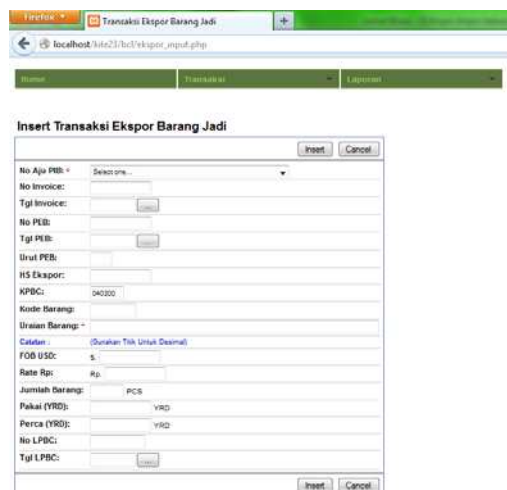 Firefox
Transaksi Ekspor Barang Jadi
localhost/kite23/bcl/ekspor_input.php
Home Transaksi Laporan
Insert Transaksi Ekspor Barang Jadi
Insert Cancel
No Aju PIB: * Select one...
No Invoice:
Tgl Invoice: ...
No PEB:
Tgl PEB: ...
Urut PEB:
HS Ekspor:
KPBC: 040300
Kode Barang:
Uraian Barang: *
Catatan : (Gunakan Titik Untuk Desimal)
FOB USD: $.
Rate Rp: Rp.
Jumlah Barang: PCS
Pakai (YRD): YRD
Perca (YRD): YRD
No LPBC:
Tgl LPBC: ...
Insert Cancel